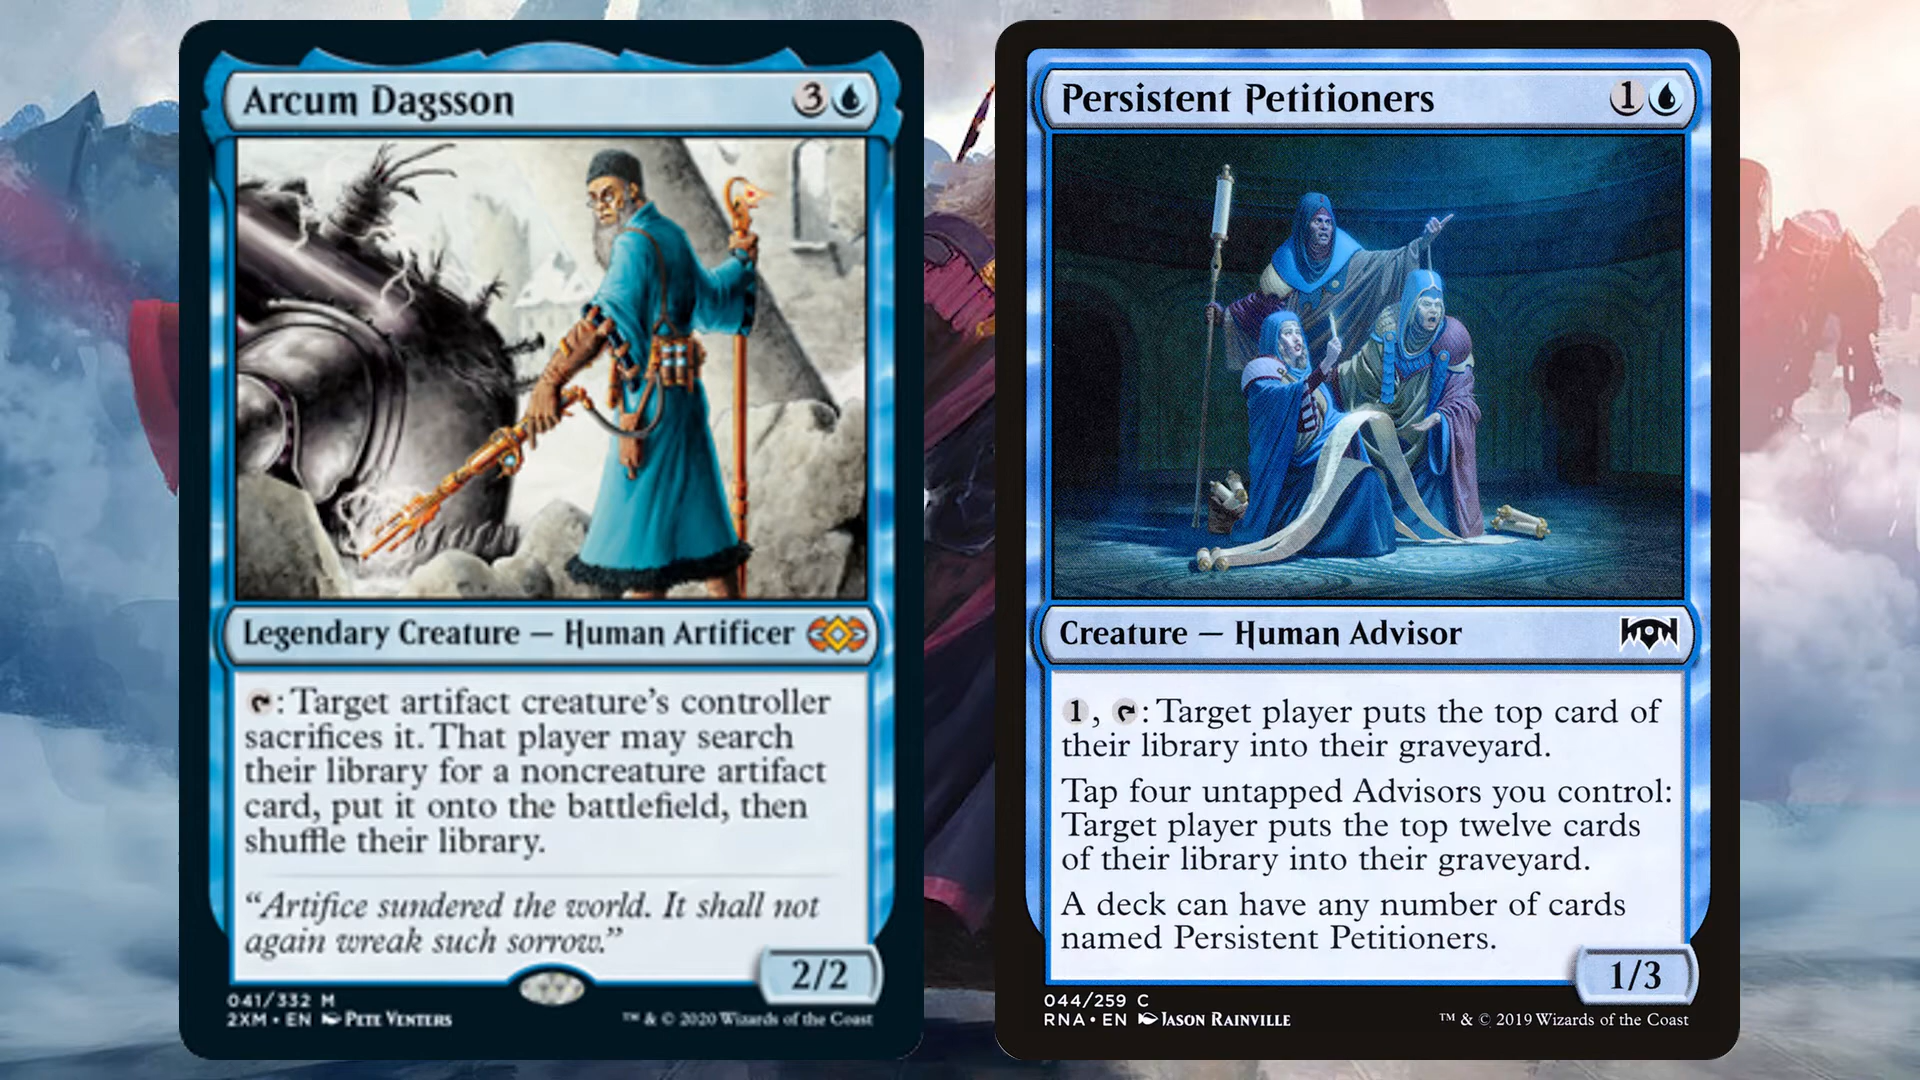 Arcum Dagsson 3
Legendary Creature — Human Artificer
: Target artifact creature's controller
sacrifices it. That player may search
their library for a noncreature artifact
card, put it onto the battlefield, then
shuffle their library.
“Artifice sundered the world. It shall not
again wreak such sorrow.”
2/2
041/332 M
2XM • EN Pete Venters
™ & © 2020 Wizards of the Coast
Persistent Petitioners 1
Creature — Human Advisor
1, : Target player puts the top card of
their library into their graveyard.
Tap four untapped Advisors you control:
Target player puts the top twelve cards
of their library into their graveyard.
A deck can have any number of cards
named Persistent Petitioners.
1/3
044/259 C
RNA • EN Jason Rainville
™ & © 2019 Wizards of the Coast